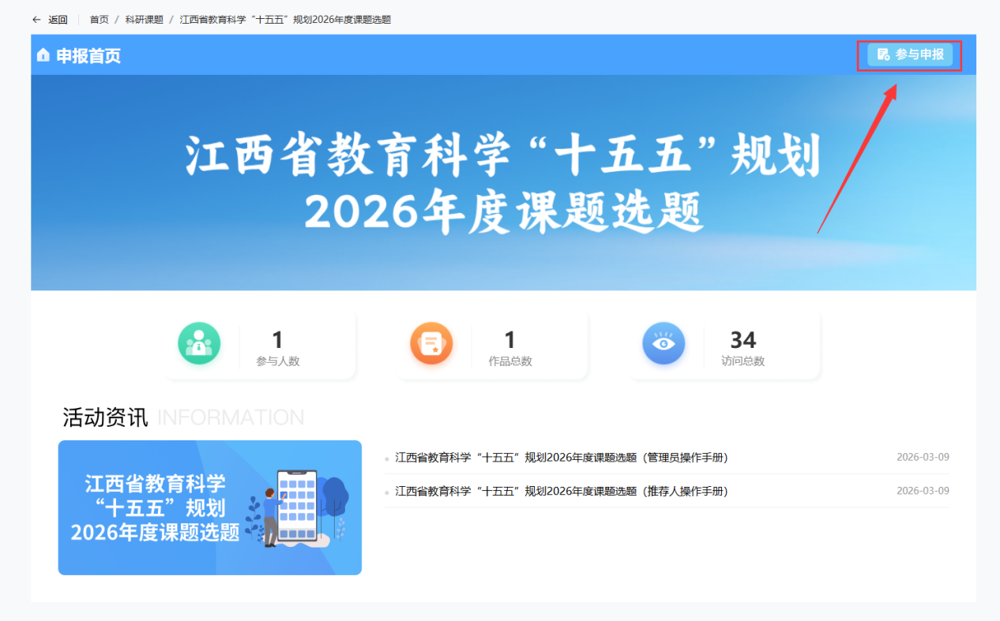 ← 返回 首页 / 科研课题 / 江西省教育科学“十五五”规划2026年度课题选题
申报首页
参与申报
江西省教育科学“十五五”规划
2026年度课题选题
1
参与人数
1
作品总数
34
访问总数
活动资讯 INFORMATION
江西省教育科学
“十五五”规划
2026年度课题选题
江西省教育科学“十五五”规划2026年度课题选题（管理员操作手册） 2026-03-09
江西省教育科学“十五五”规划2026年度课题选题（推荐人操作手册） 2026-03-09